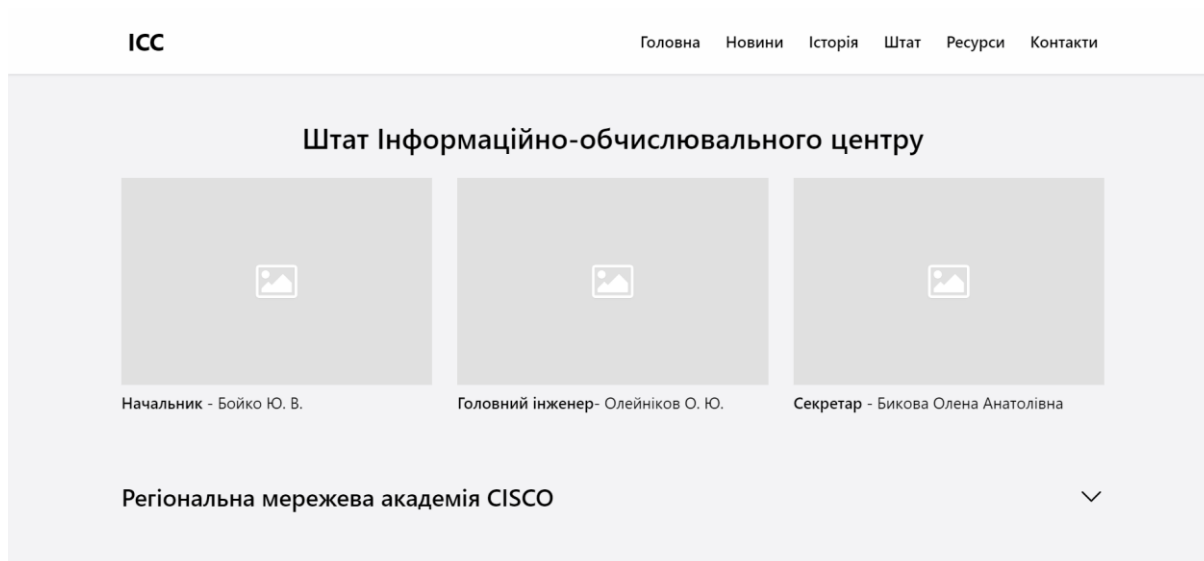 ICC
Головна Новини Історія Штат Ресурси Контакти
Штат Інформаційно-обчислювального центру
Начальник - Бойко Ю. В.
Головний інженер- Олейніков О. Ю.
Секретар - Бикова Олена Анатолівна
Регіональна мережева академія CISCO